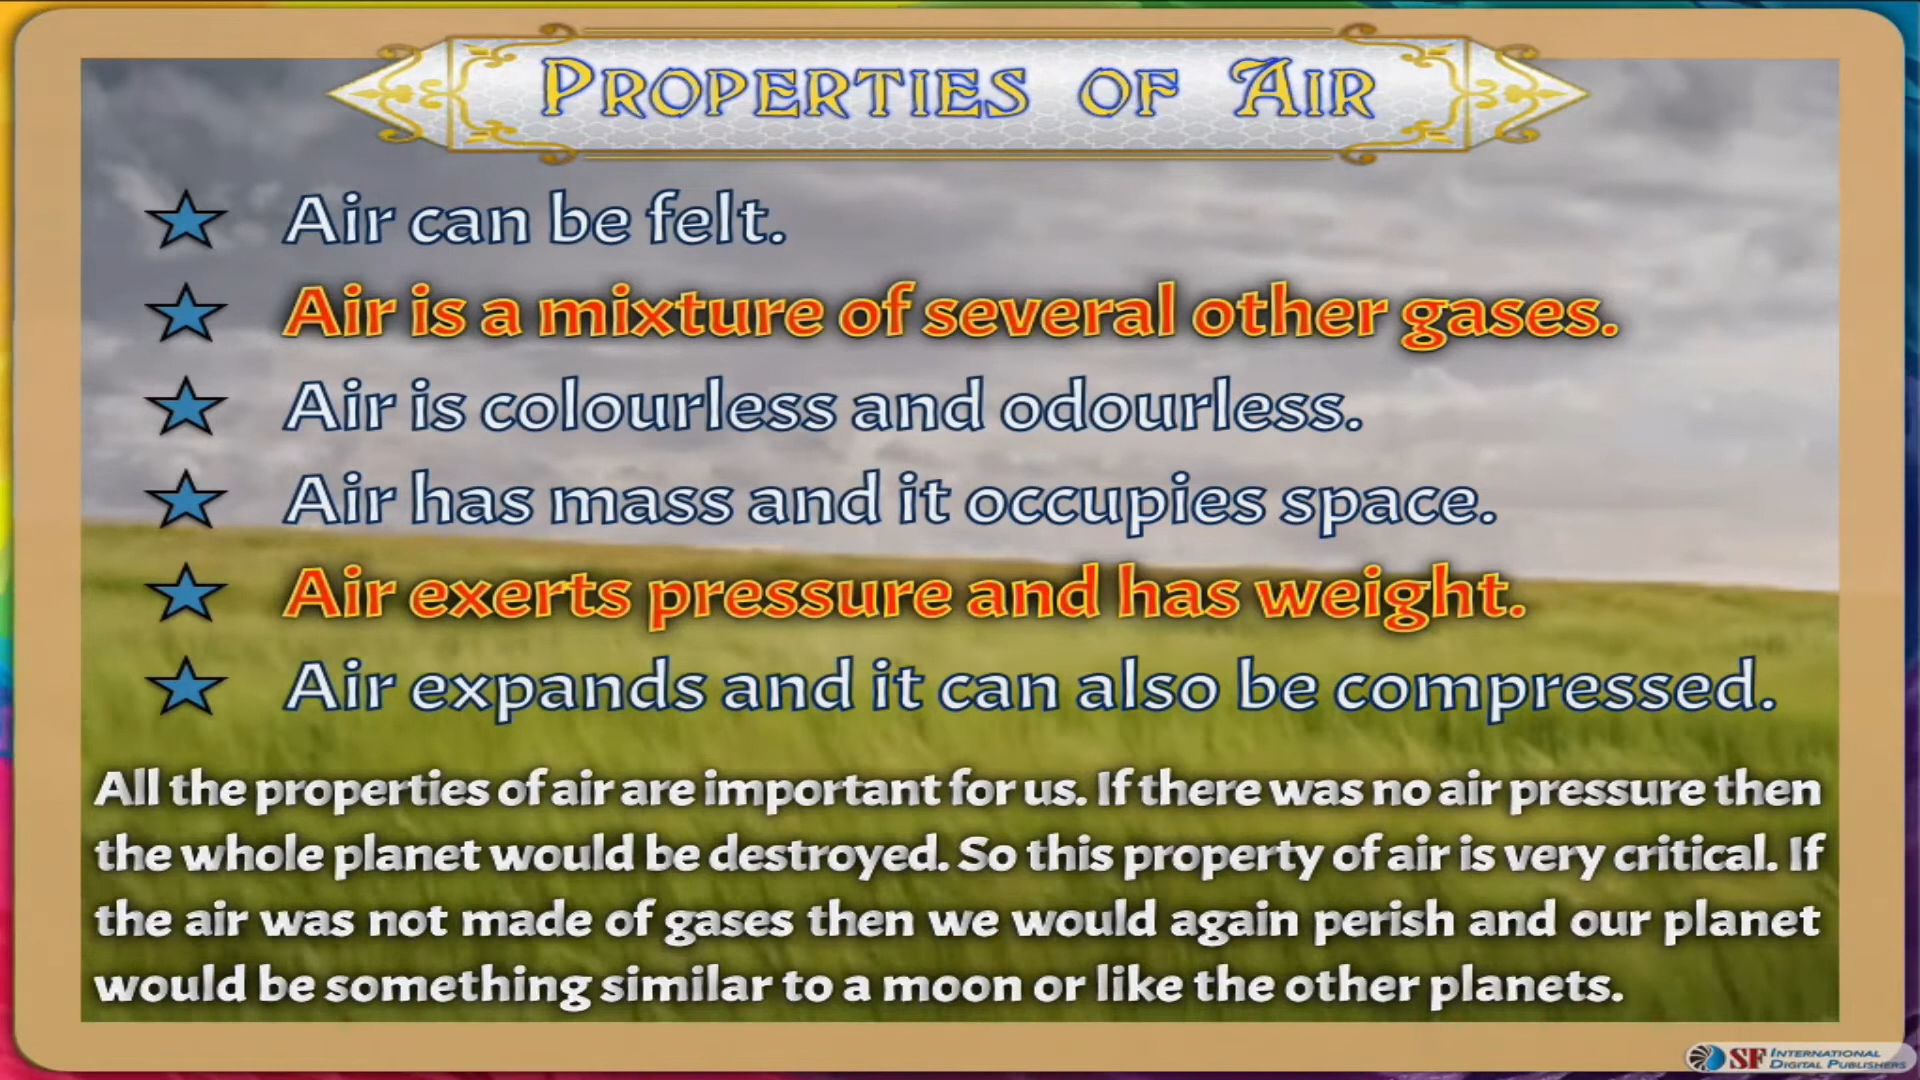 Properties of Air
Air can be felt.
Air is a mixture of several other gases.
Air is colourless and odourless.
Air has mass and it occupies space.
Air exerts pressure and has weight.
Air expands and it can also be compressed.
All the properties of air are important for us. If there was no air pressure then
the whole planet would be destroyed. So this property of air is very critical. If
the air was not made of gases then we would again perish and our planet
would be something similar to a moon or like the other planets.
SF International
Digital Publishers